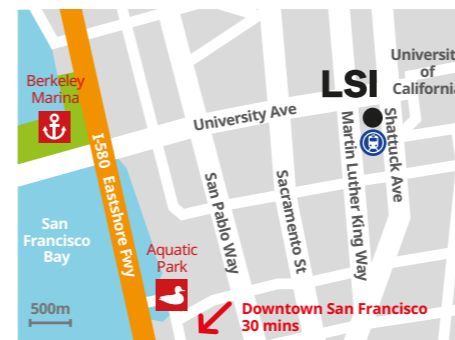 Universit
of
California
LSI
Berkeley
Marina
University Ave
I-580 Eastshore Fwy
San Pablo Way
Sacramento St
Martin Luther King Way
Shattuck Ave
San
Francisco
Bay
Aquatic
Park
500m
Downtown San Francisco
30 mins